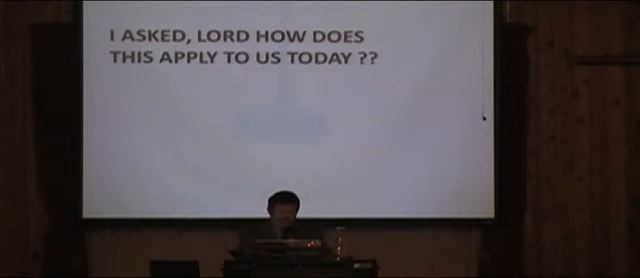 I ASKED, LORD HOW DOES
THIS APPLY TO US TODAY ??